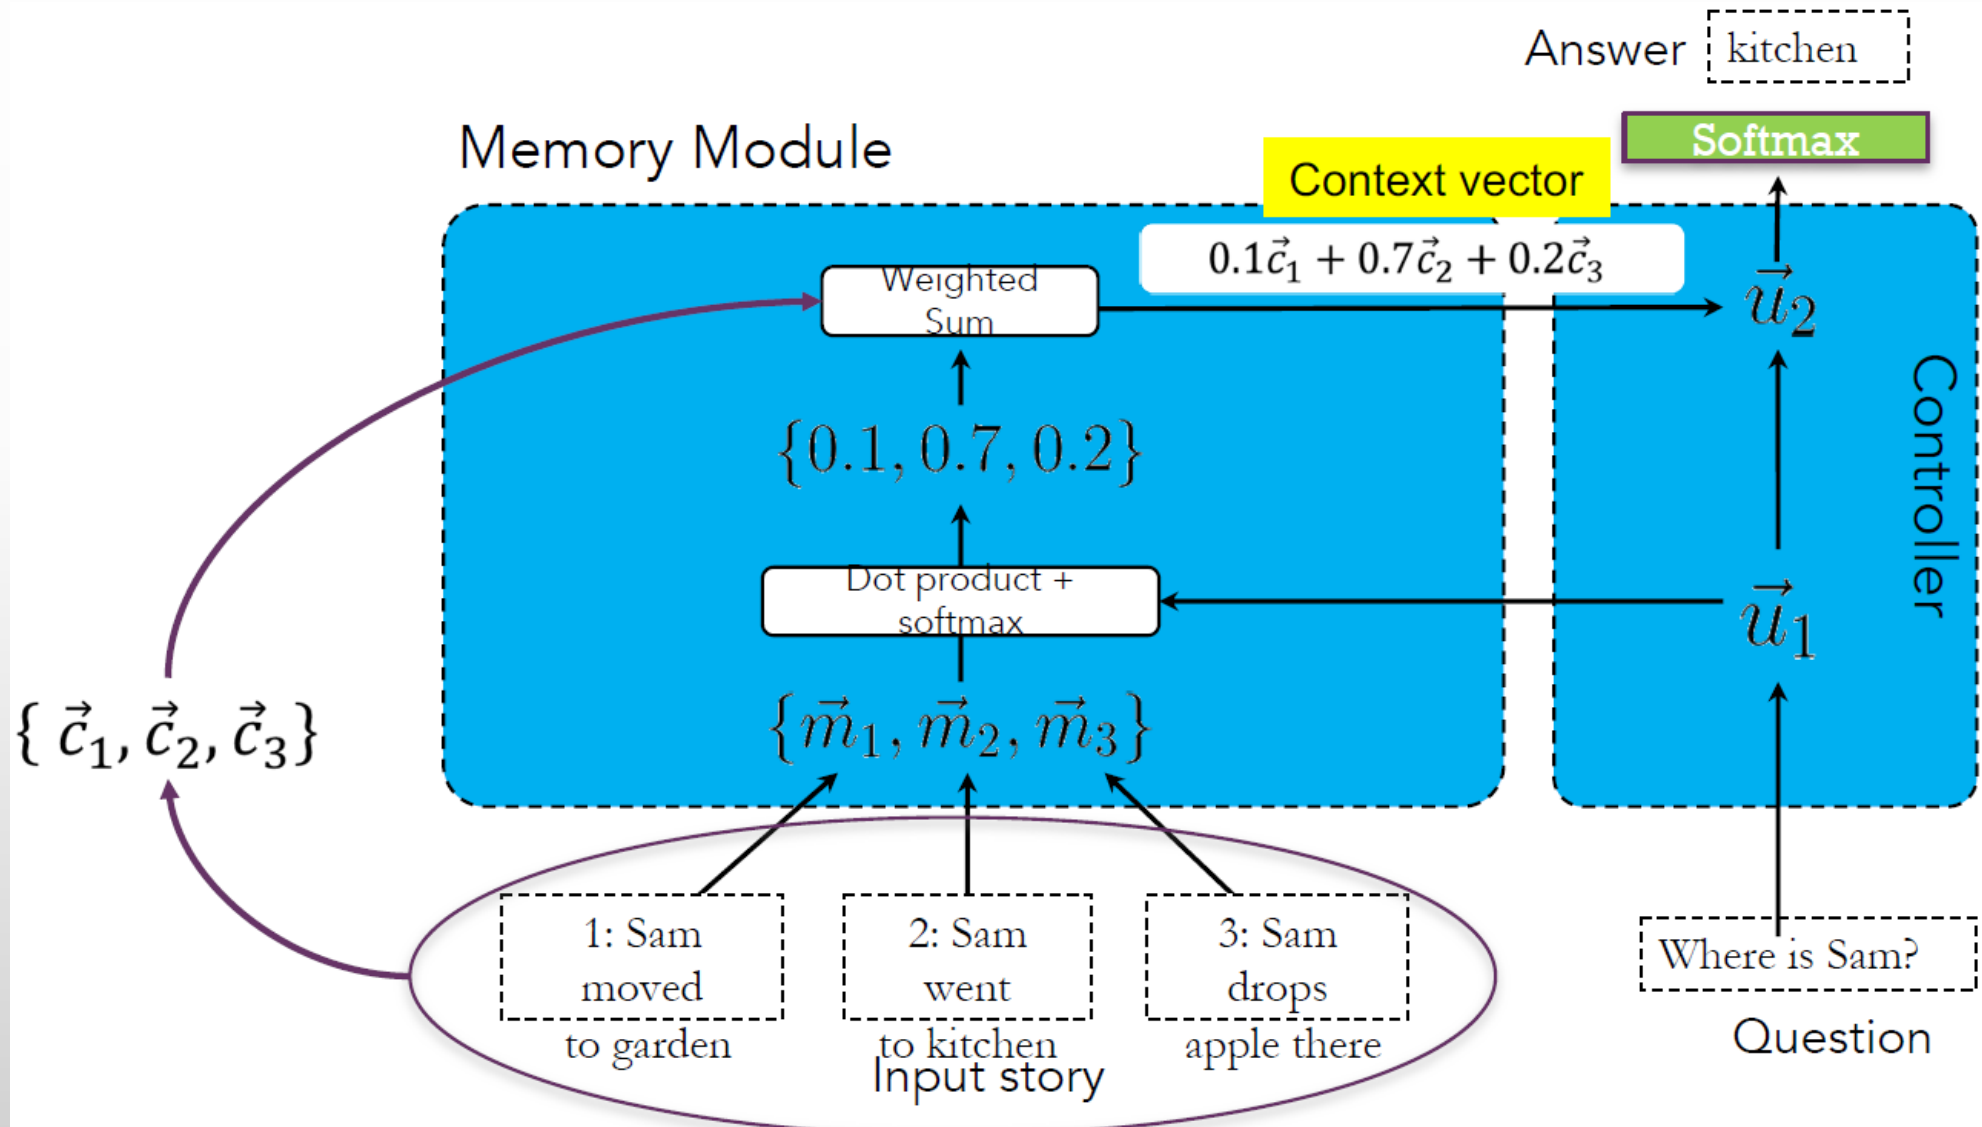 Answer
kitchen
Softmax
Memory Module
Context vector
0.1c⃗₁ + 0.7c⃗₂ + 0.2c⃗₃
Weighted
Sum
u⃗₂
{0.1, 0.7, 0.2}
Controller
Dot product +
softmax
u⃗₁
{ c⃗₁, c⃗₂, c⃗₃}
{m⃗₁, m⃗₂, m⃗₃}
1: Sam
moved
to garden
2: Sam
went
to kitchen
3: Sam
drops
apple there
Input story
Where is Sam?
Question